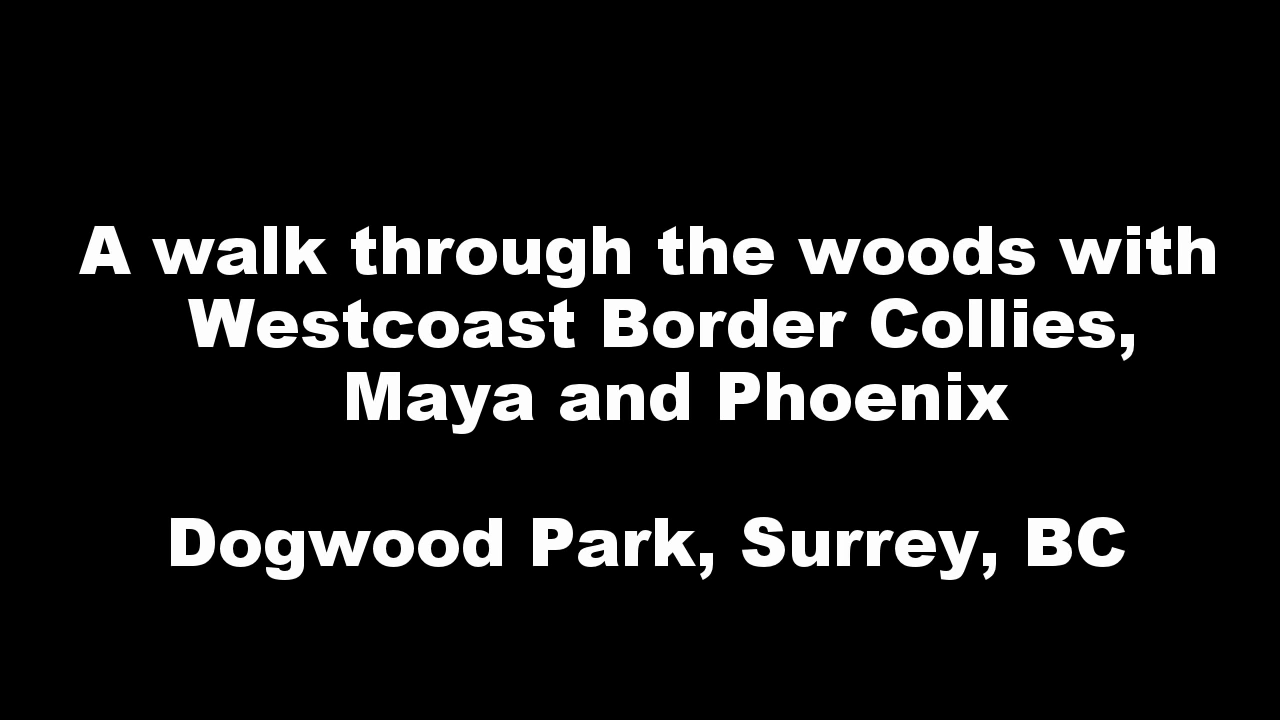 A walk through the woods with
Westcoast Border Collies,
Maya and Phoenix
Dogwood Park, Surrey, BC